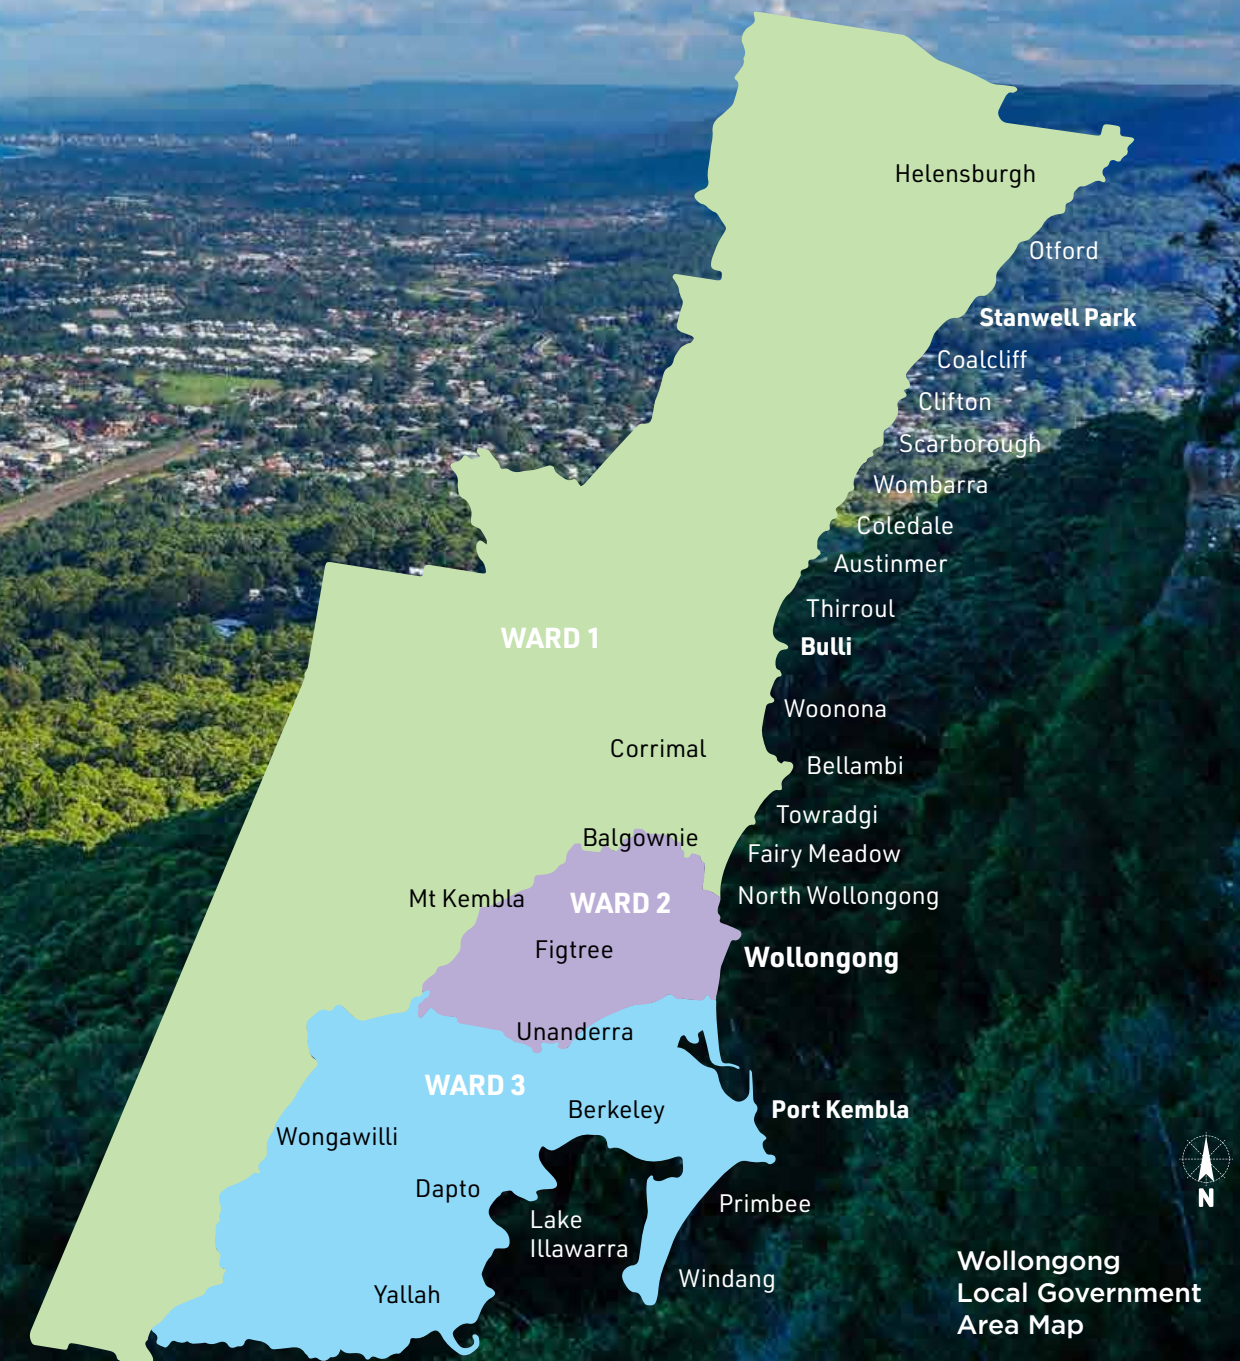 Helensburgh
Otford
Stanwell Park
Coalcliff
Clifton
Scarborough
Wombarra
Coledale
Austinmer
Thirroul
WARD 1
Bulli
Woonona
Corrimal
Bellambi
Towradgi
Balgownie
Fairy Meadow
Mt Kembla
WARD 2
North Wollongong
Figtree
Wollongong
Unanderra
WARD 3
Berkeley
Port Kembla
Wongawilli
Dapto
Primbee
N
Lake
Illawarra
Windang
Yallah
Wollongong
Local Government
Area Map